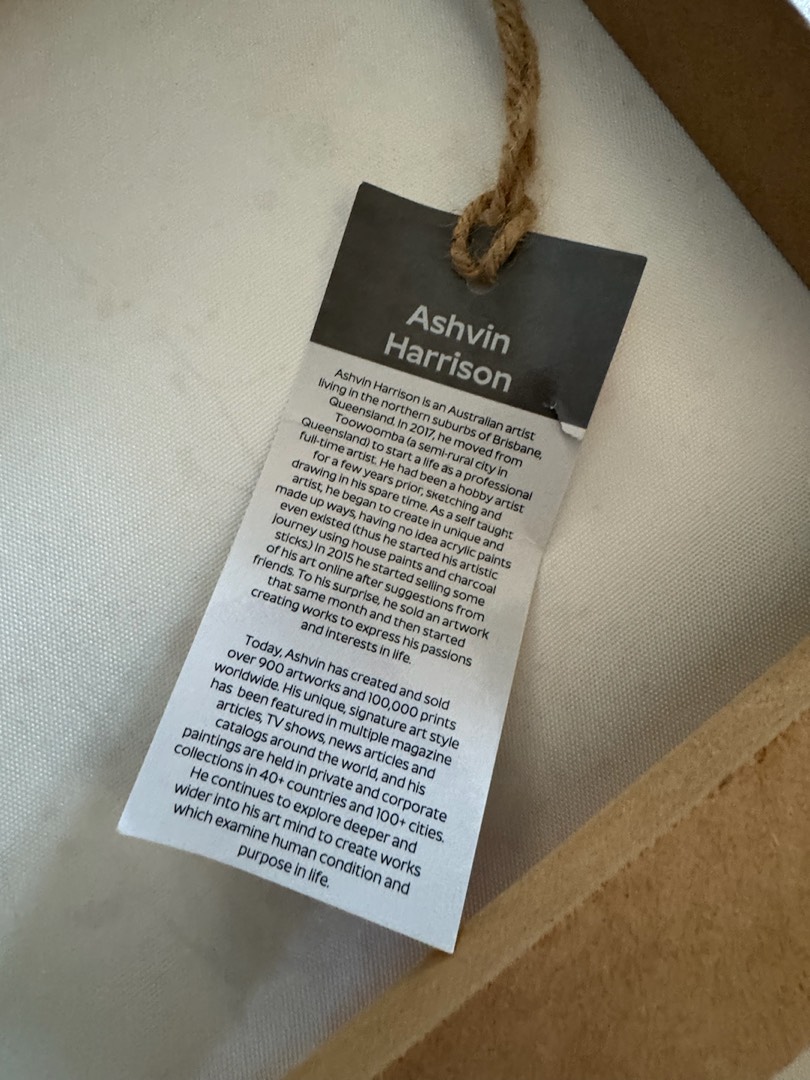 Ashvin
Harrison
Ashvin Harrison is an Australian artist
living in the northern suburbs of Brisbane,
Queensland. In 2017, he moved from
Toowoomba (a semi-rural city in
Queensland) to start a life as a professional
full-time artist. He had been a hobby artist
for a few years prior, sketching and
drawing in his spare time. As a self taught
artist, he began to create in unique and
made up ways, having no idea acrylic paints
even existed (thus he started his artistic
journey using house paints and charcoal
sticks.) In 2015 he started selling some
of his art online after suggestions from
friends. To his surprise, he sold an artwork
that same month and then started
creating works to express his passions
and interests in life.
Today, Ashvin has created and sold
over 900 artworks and 100,000 prints
worldwide. His unique, signature art style
has been featured in multiple magazine
articles, TV shows, news articles and
catalogs around the world, and his
paintings are held in private and corporate
collections in 40+ countries and 100+ cities.
He continues to explore deeper and
wider into his art mind to create works
which examine human condition and
purpose in life.